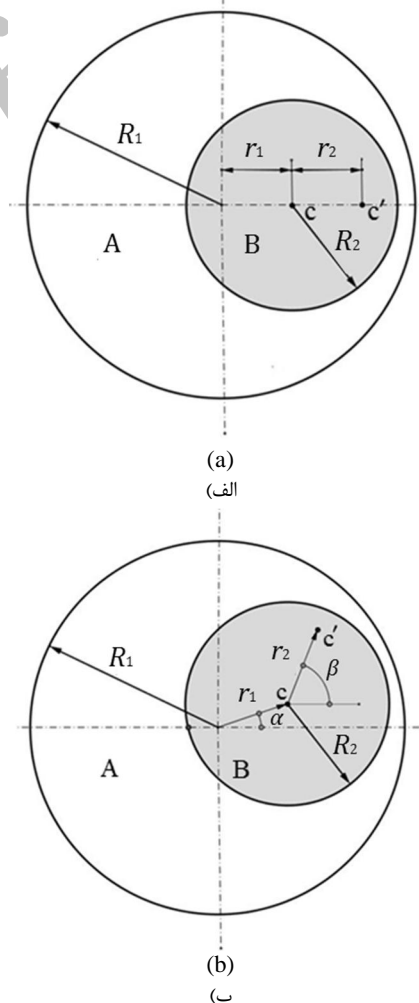 R₁
r₁ r₂
c c′
A B R₂
(a)
الف)
R₁
c′
r₂ β
r₁ c
α
A B R₂
(b)
ب)